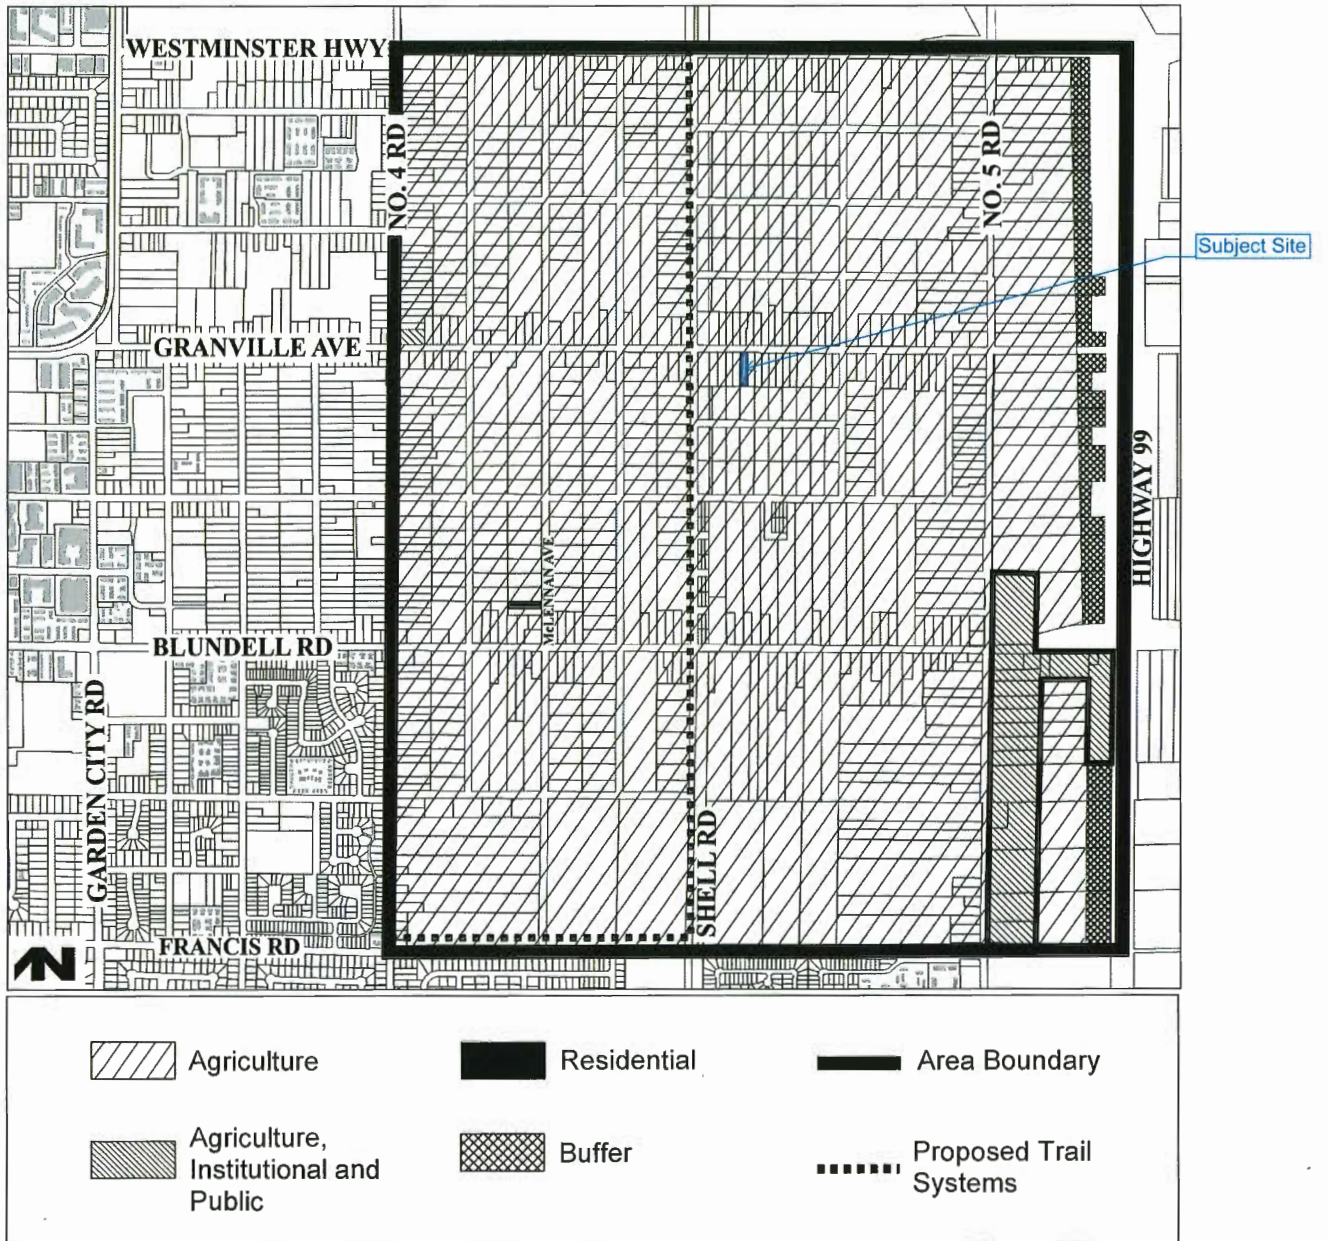 WESTMINSTER HWY
NO. 4 RD
NO. 5 RD
Subject Site
GRANVILLE AVE
HIGHWAY 99
McLENNAN AVE
BLUNDELL RD
GARDEN CITY RD
SHELL RD
FRANCIS RD
N
Agriculture
Residential
Area Boundary
Agriculture,
Institutional and
Public
Buffer
Proposed Trail
Systems